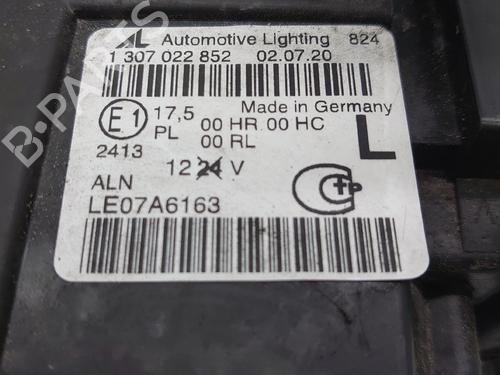 AL Automotive Lighting 824
1 307 022 852 02.07.20
Made in Germany
E1 17,5 00 HR 00 HC
PL 00 RL
2413
L
12 24 V
ALN
LE07A6163
B-PARTS